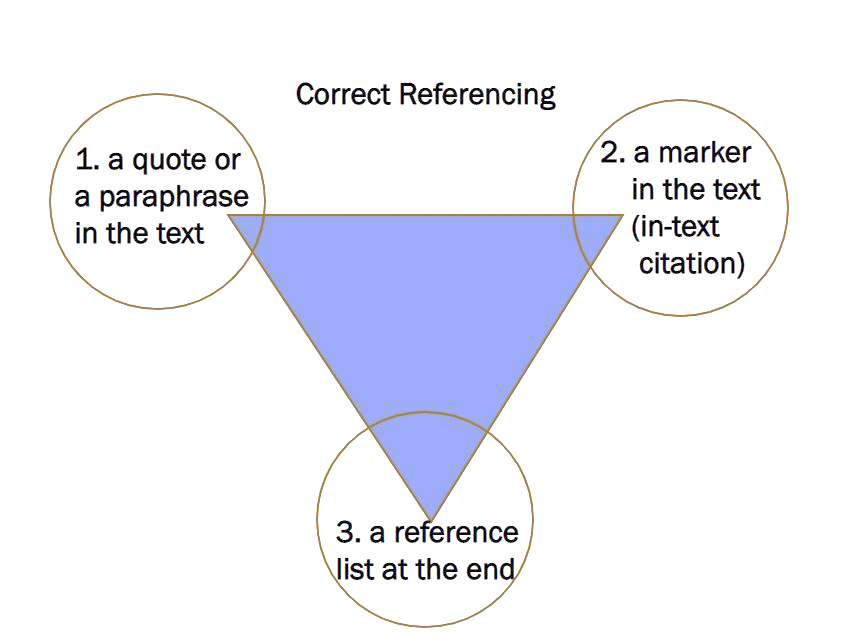 Correct Referencing
1. a quote or
a paraphrase
in the text
2. a marker
in the text
(in-text
citation)
3. a reference
list at the end